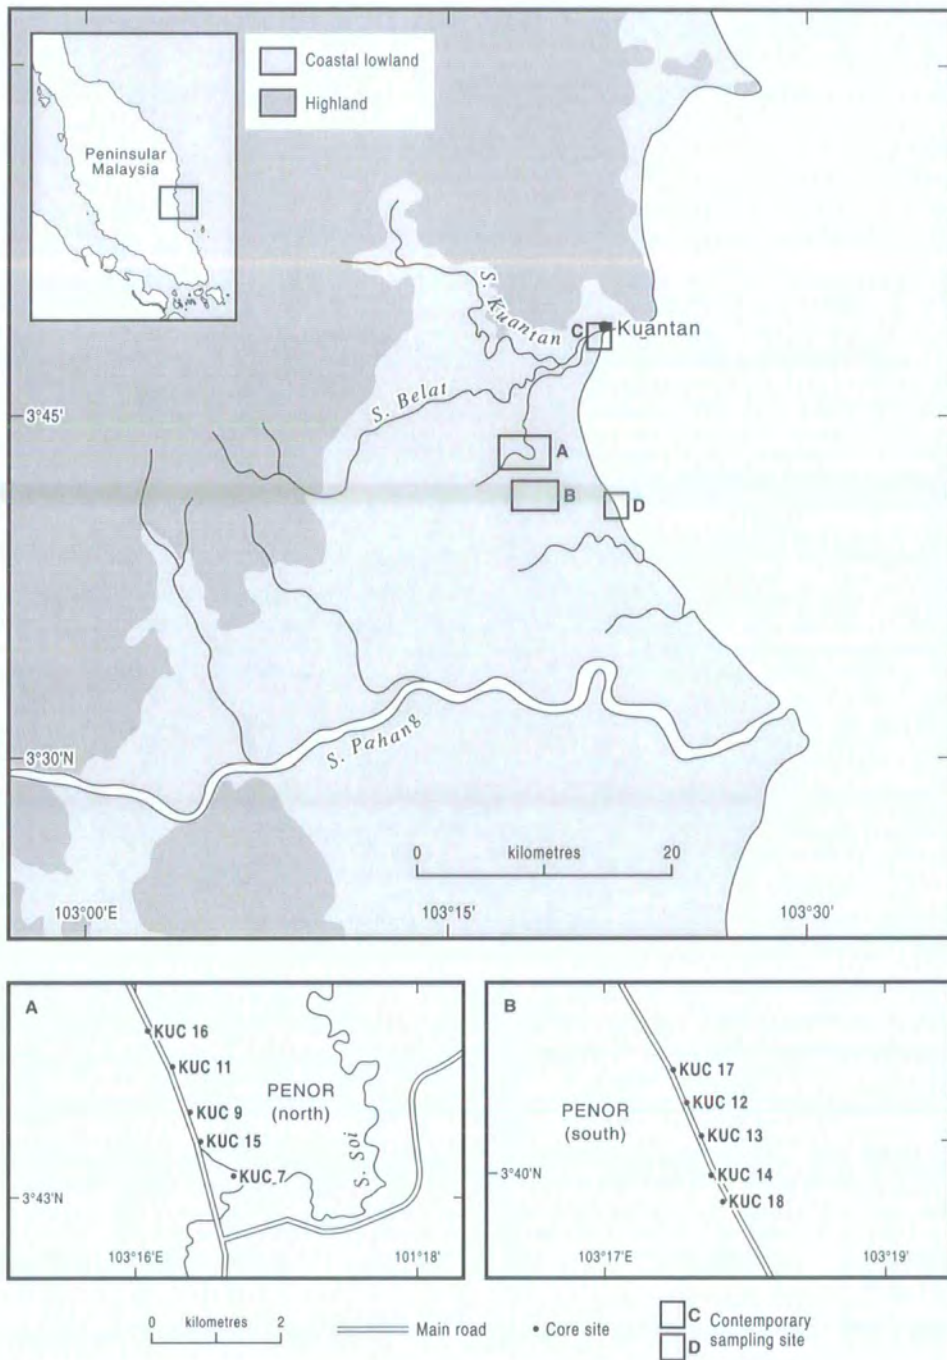 Coastal lowland
Highland
Peninsular
Malaysia
S. Kuantan
C
Kuantan
S. Belat
3°45'
A
B
D
S. Pahang
3°30'N
0 kilometres 20
103°00'E
103°15'
103°30'
A
KUC 16
KUC 11
PENOR
(north)
KUC 9
KUC 15
S. Soi
KUC 7
3°43'N
103°16'E
101°18'
B
KUC 17
KUC 12
PENOR
(south)
KUC 13
3°40'N
KUC 14
KUC 18
103°17'E
103°19'
0 kilometres 2
Main road
Core site
C
D
Contemporary
sampling site